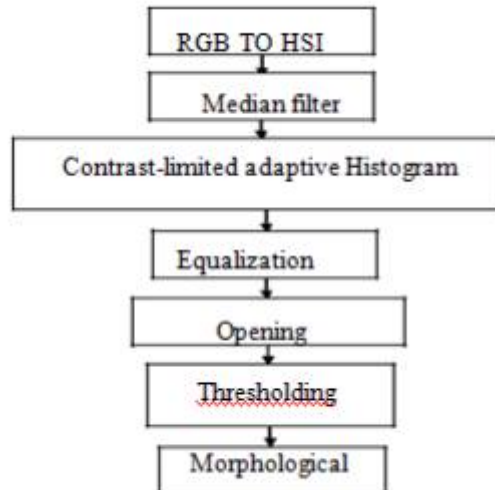 RGB TO HSI
Median filter
Contrast-limited adaptive Histogram
Equalization
Opening
Thresholding
Morphological